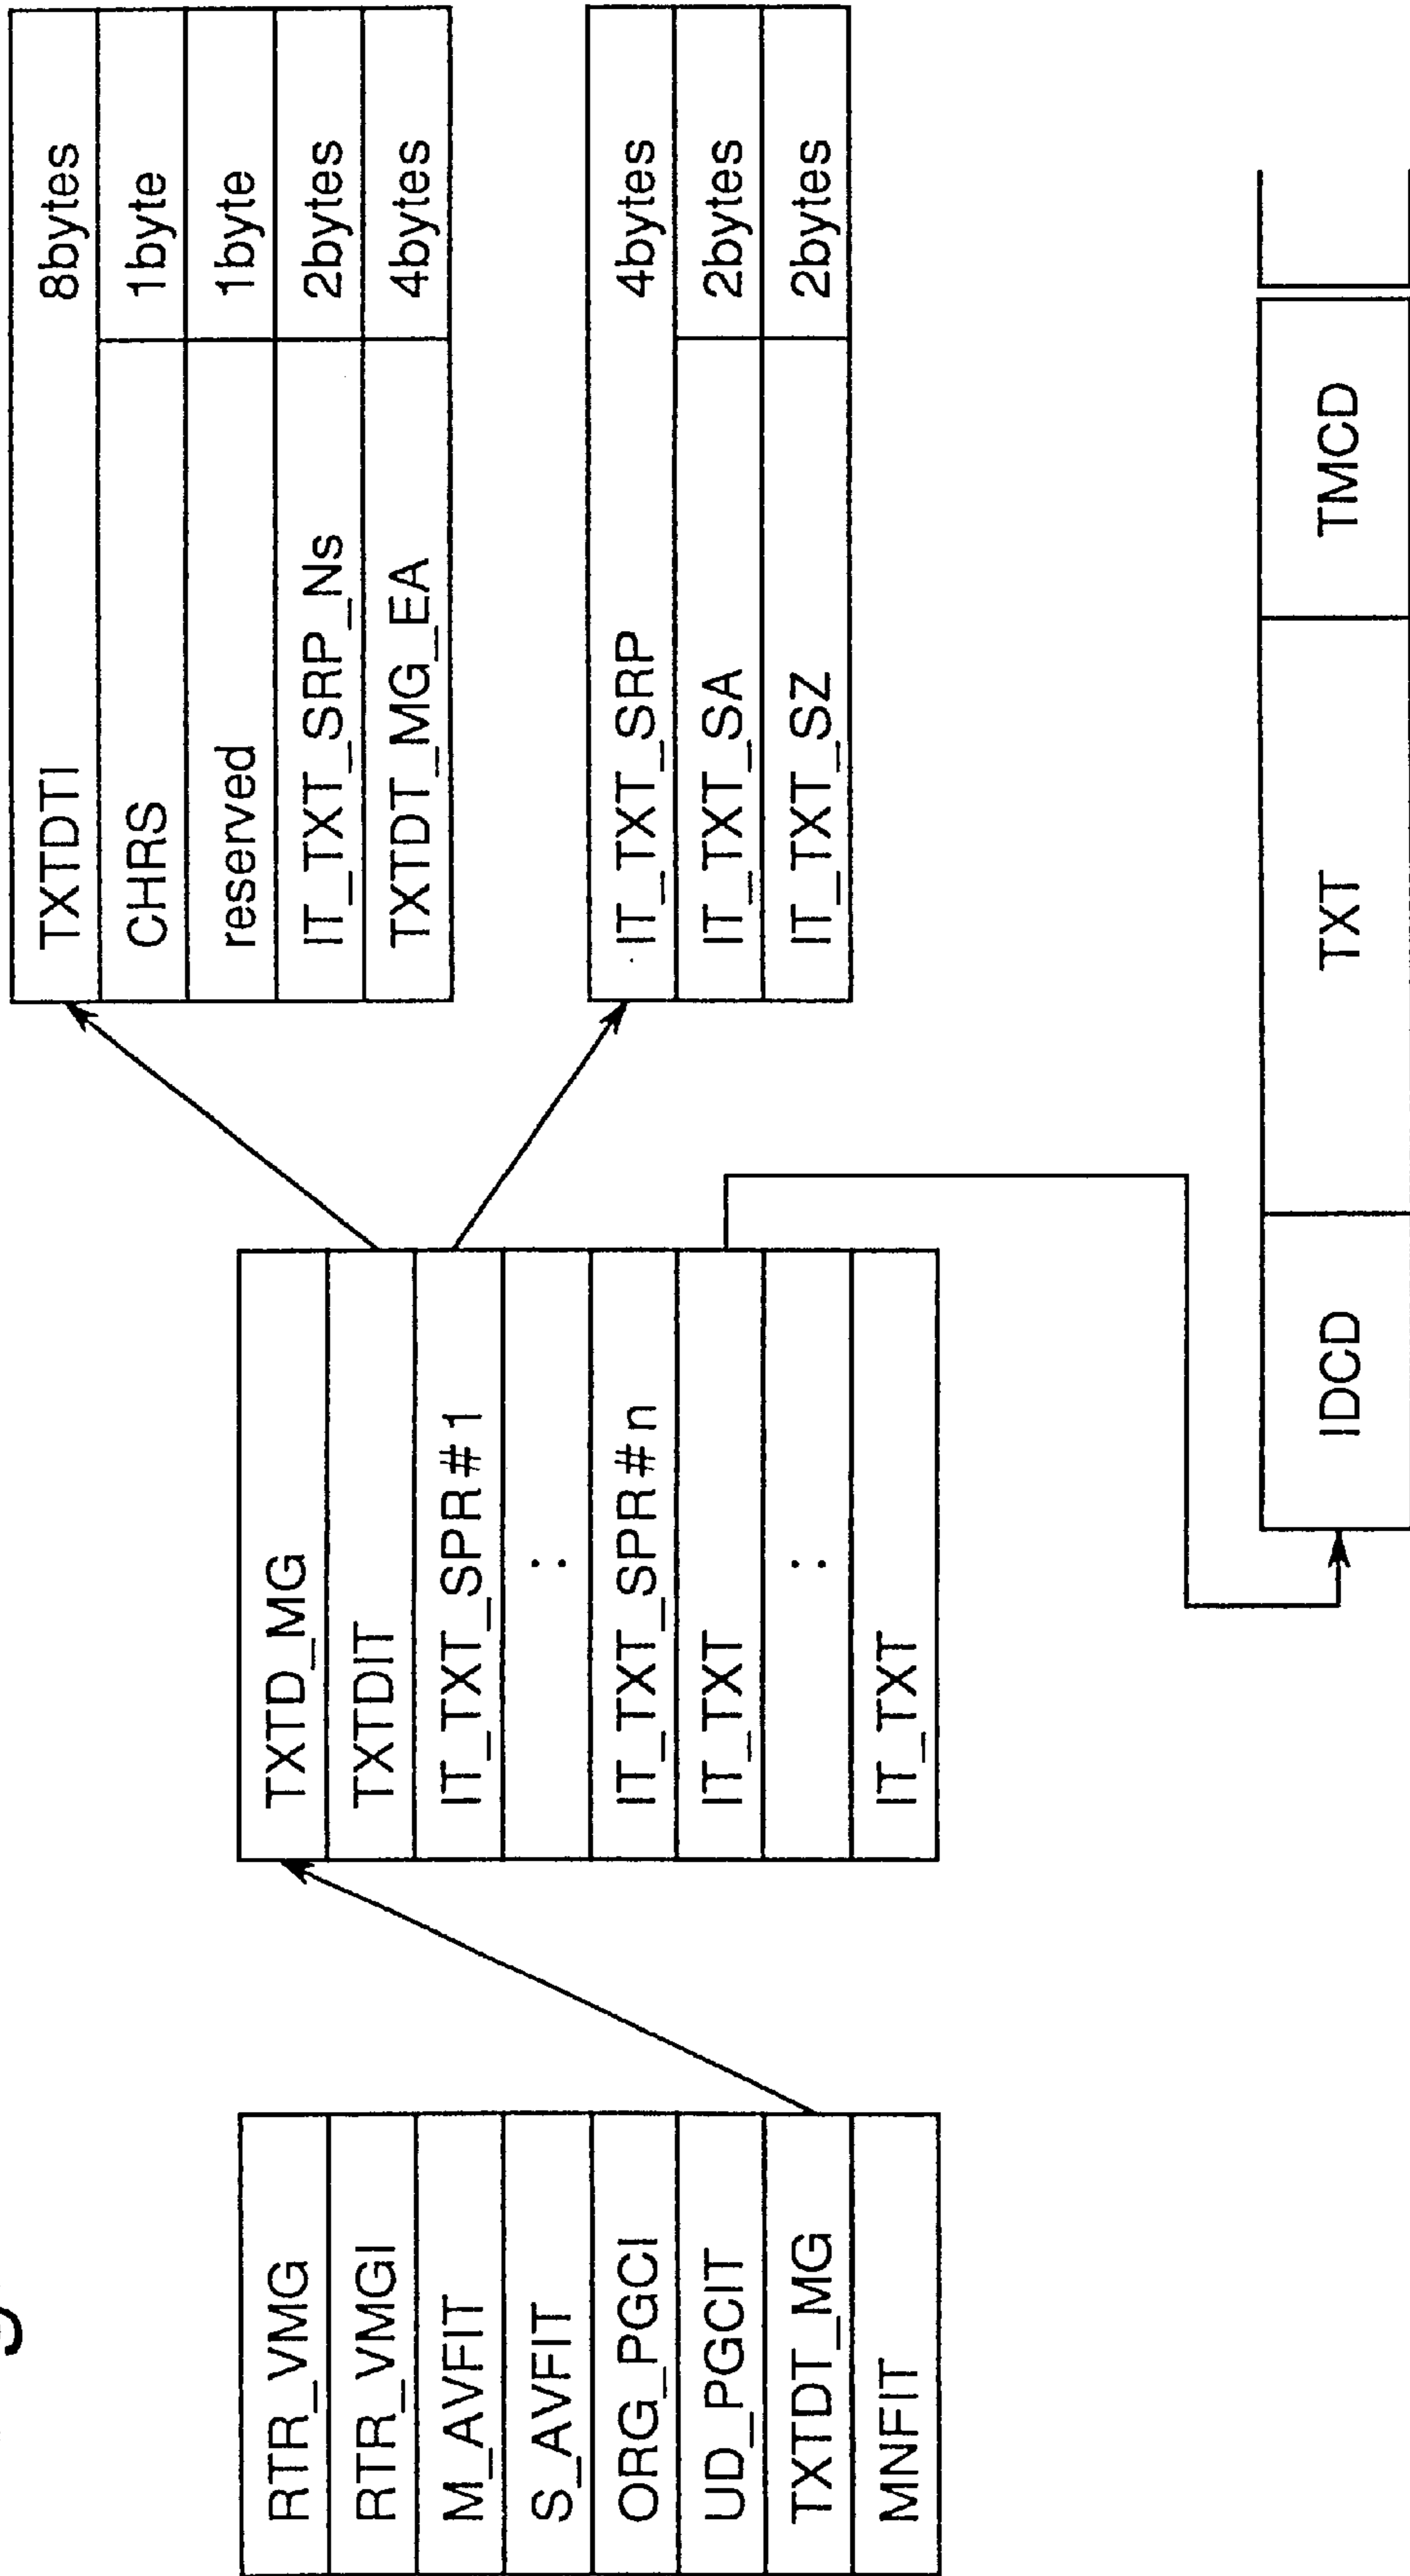 RTR_VMG
RTR_VMGI
M_AVFIT
S_AVFIT
ORG_PGCI
UD_PGCIT
TXTDT_MG
MNFIT
TXTD_MG
TXTDIT
IT_TXT_SPR#1
:
IT_TXT_SPR#n
IT_TXT
:
IT_TXT
TXTDTI 8bytes
CHRS 1byte
reserved 1byte
IT_TXT_SRP_Ns 2bytes
TXTDT_MG_EA 4bytes
IT_TXT_SRP 4bytes
IT_TXT_SA 2bytes
IT_TXT_SZ 2bytes
IDCD TXT TMCD